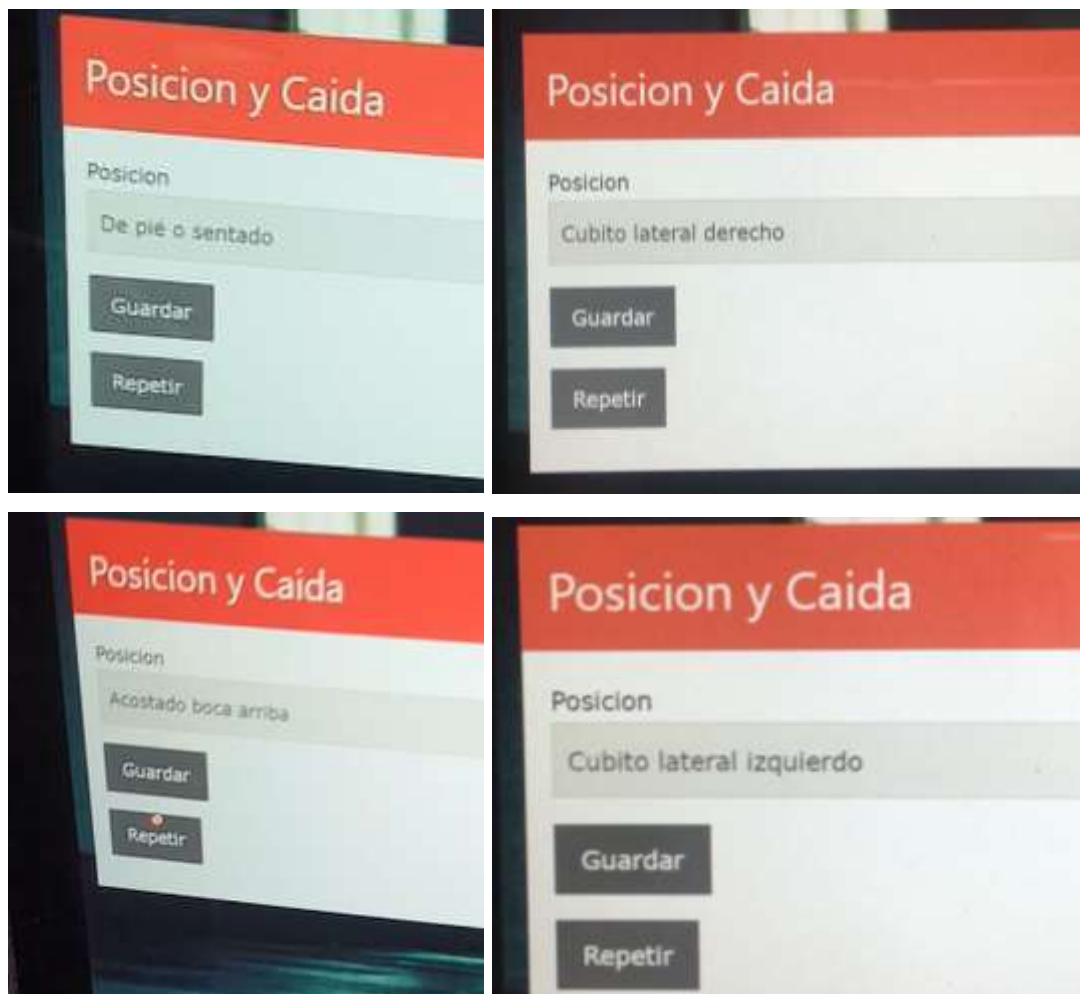 Posicion y Caida
Posicion
De pié o sentado
Guardar
Repetir
Posicion y Caida
Posicion
Cubito lateral derecho
Guardar
Repetir
Posicion y Caida
Posicion
Acostado boca arriba
Guardar
Repetir
Posicion y Caida
Posicion
Cubito lateral izquierdo
Guardar
Repetir